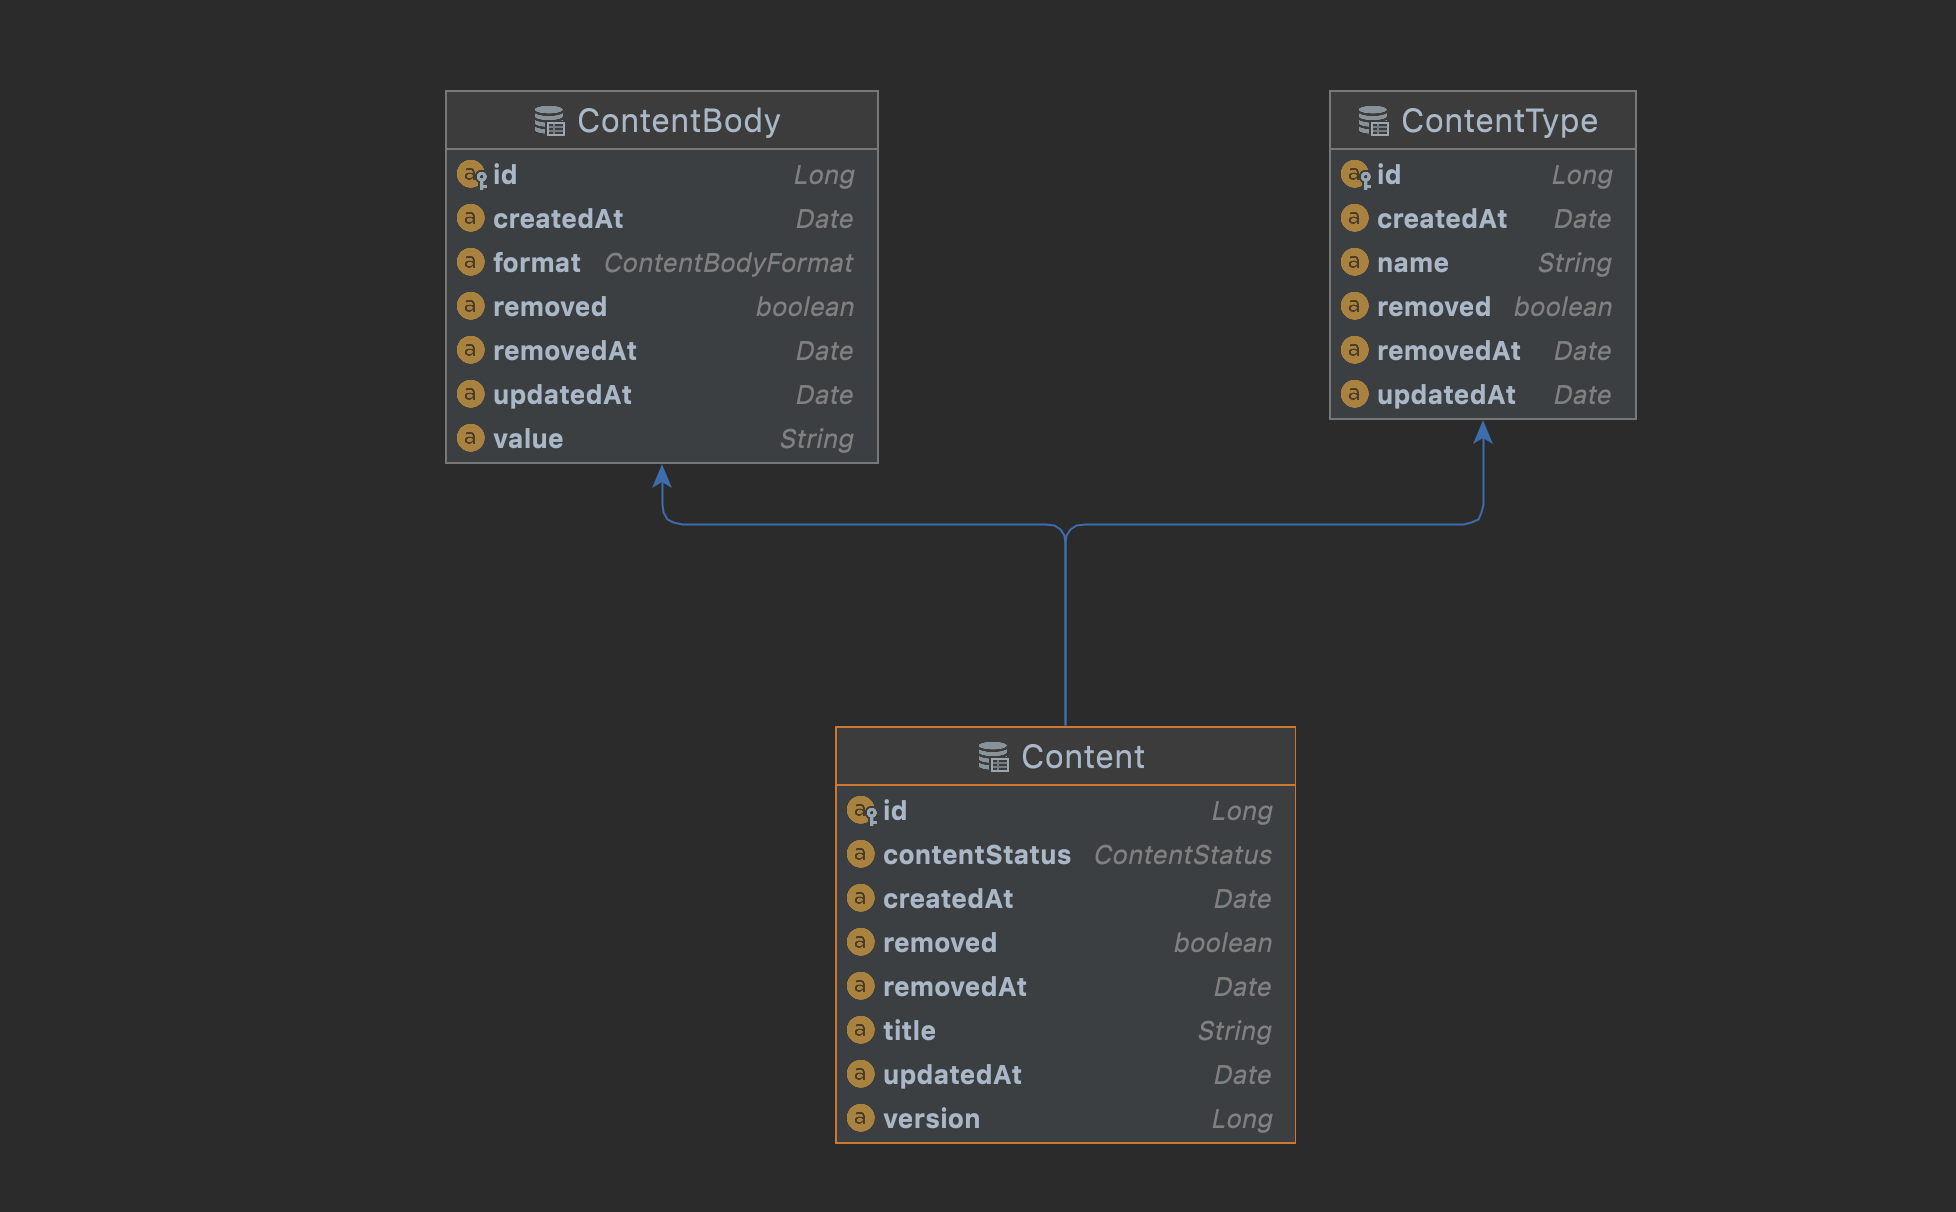 ContentBody
id Long
createdAt Date
format ContentBodyFormat
removed boolean
removedAt Date
updatedAt Date
value String
ContentType
id Long
createdAt Date
name String
removed boolean
removedAt Date
updatedAt Date
Content
id Long
contentStatus ContentStatus
createdAt Date
removed boolean
removedAt Date
title String
updatedAt Date
version Long